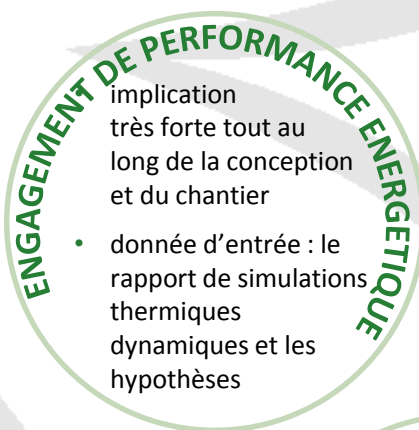 ENGAGEMENT DE PERFORMANCE ENERGETIQUE
implication
très forte tout au
long de la conception
et du chantier
• donnée d’entrée : le
rapport de simulations
thermiques
dynamiques et les
hypothèses